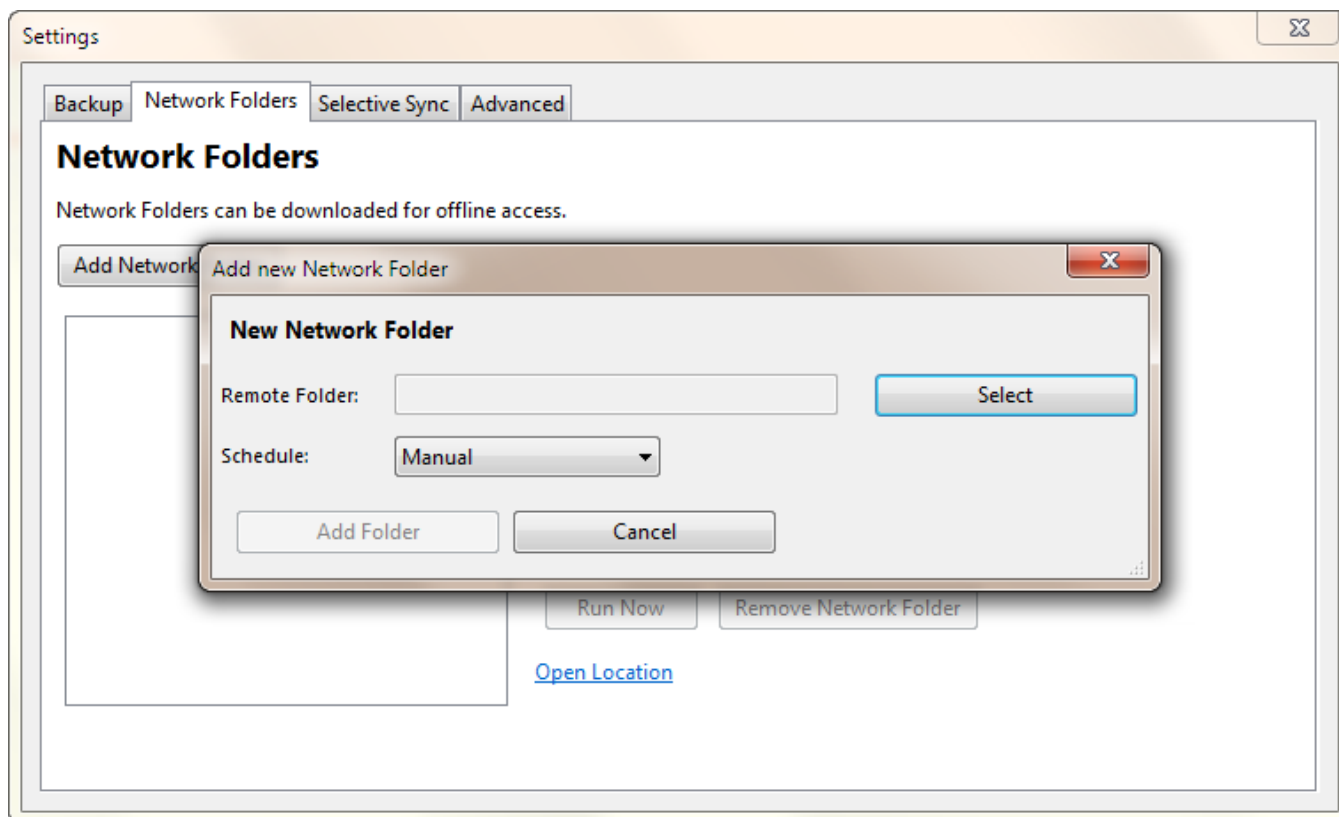 Settings
Backup Network Folders Selective Sync Advanced
Network Folders
Network Folders can be downloaded for offline access.
Add Network
Add new Network Folder
New Network Folder
Remote Folder: Select
Schedule: Manual
Add Folder Cancel
Run Now Remove Network Folder
Open Location